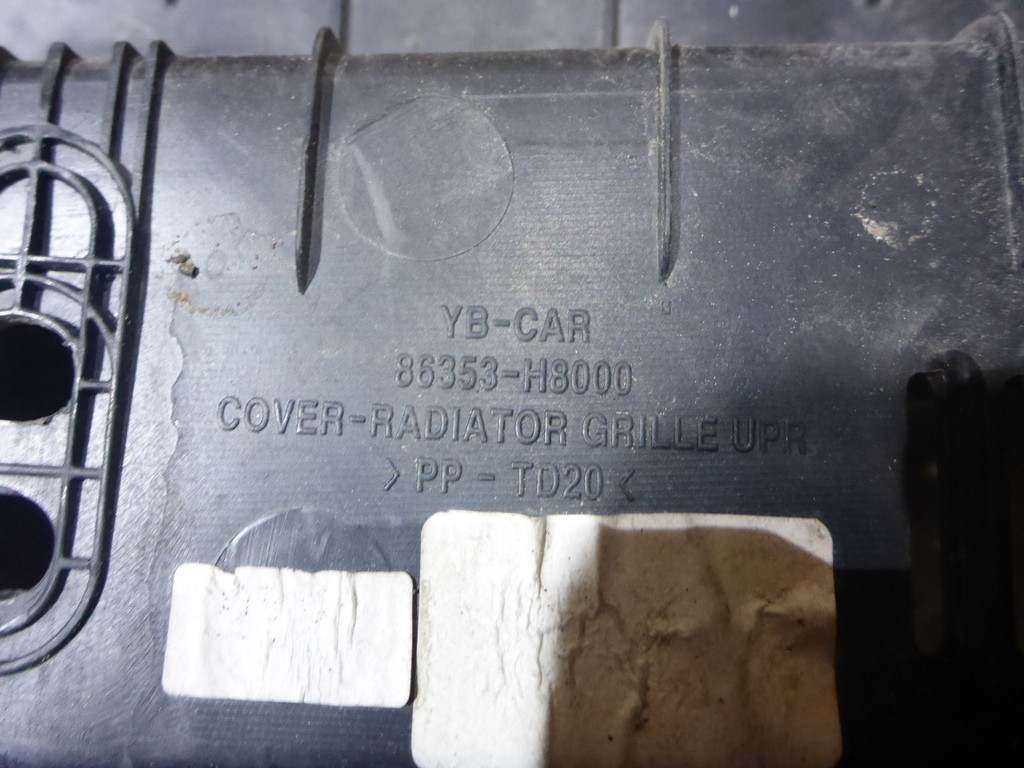 YB-CAR
86353-H8000
COVER-RADIATOR GRILLE UPR
>PP-TD20<